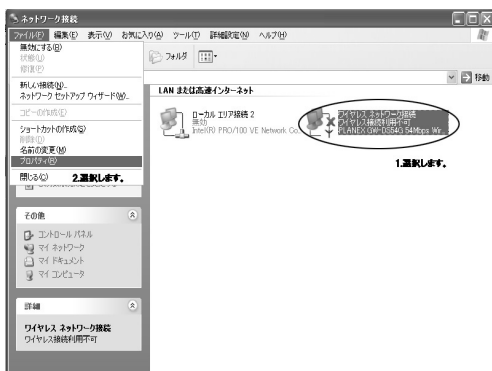 ネットワーク接続
ファイル(F) 編集(E) 表示(V) お気に入り(A) ツール(T) 詳細設定(N) ヘルプ(H)
無効にする(B)
状態(U)
修復(P)
新しい接続(N)...
ネットワーク セットアップ ウィザード(W)...
コピーの作成(C)
ショートカットの作成(S)
削除(D)
名前の変更(M)
プロパティ(R)
閉じる(C) 2.選択します。
フォルダ
移動
LAN または高速インターネット
ローカル エリア接続 2
無効
Intel(R) PRO/100 VE Network Co...
ワイヤレス ネットワーク接続
ワイヤレス接続利用不可
PLANEX GW-DS54G 54Mbps Wir...
1.選択します。
その他
コントロール パネル
マイ ネットワーク
マイ ドキュメント
マイ コンピュータ
詳細
ワイヤレス ネットワーク接続
ワイヤレス接続利用不可